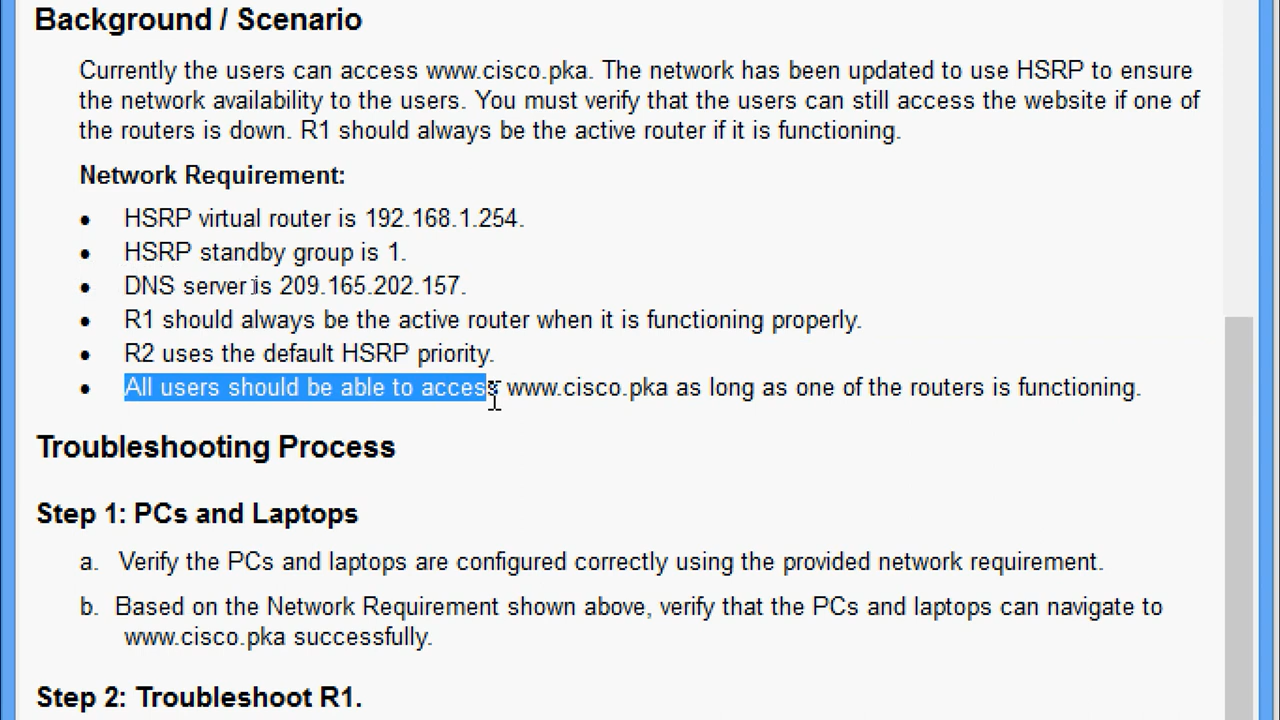 Background / Scenario
Currently the users can access www.cisco.pka. The network has been updated to use HSRP to ensure
the network availability to the users. You must verify that the users can still access the website if one of
the routers is down. R1 should always be the active router if it is functioning.
Network Requirement:
• HSRP virtual router is 192.168.1.254.
• HSRP standby group is 1.
• DNS server is 209.165.202.157.
• R1 should always be the active router when it is functioning properly.
• R2 uses the default HSRP priority.
• All users should be able to access www.cisco.pka as long as one of the routers is functioning.
Troubleshooting Process
Step 1: PCs and Laptops
a. Verify the PCs and laptops are configured correctly using the provided network requirement.
b. Based on the Network Requirement shown above, verify that the PCs and laptops can navigate to
www.cisco.pka successfully.
Step 2: Troubleshoot R1.